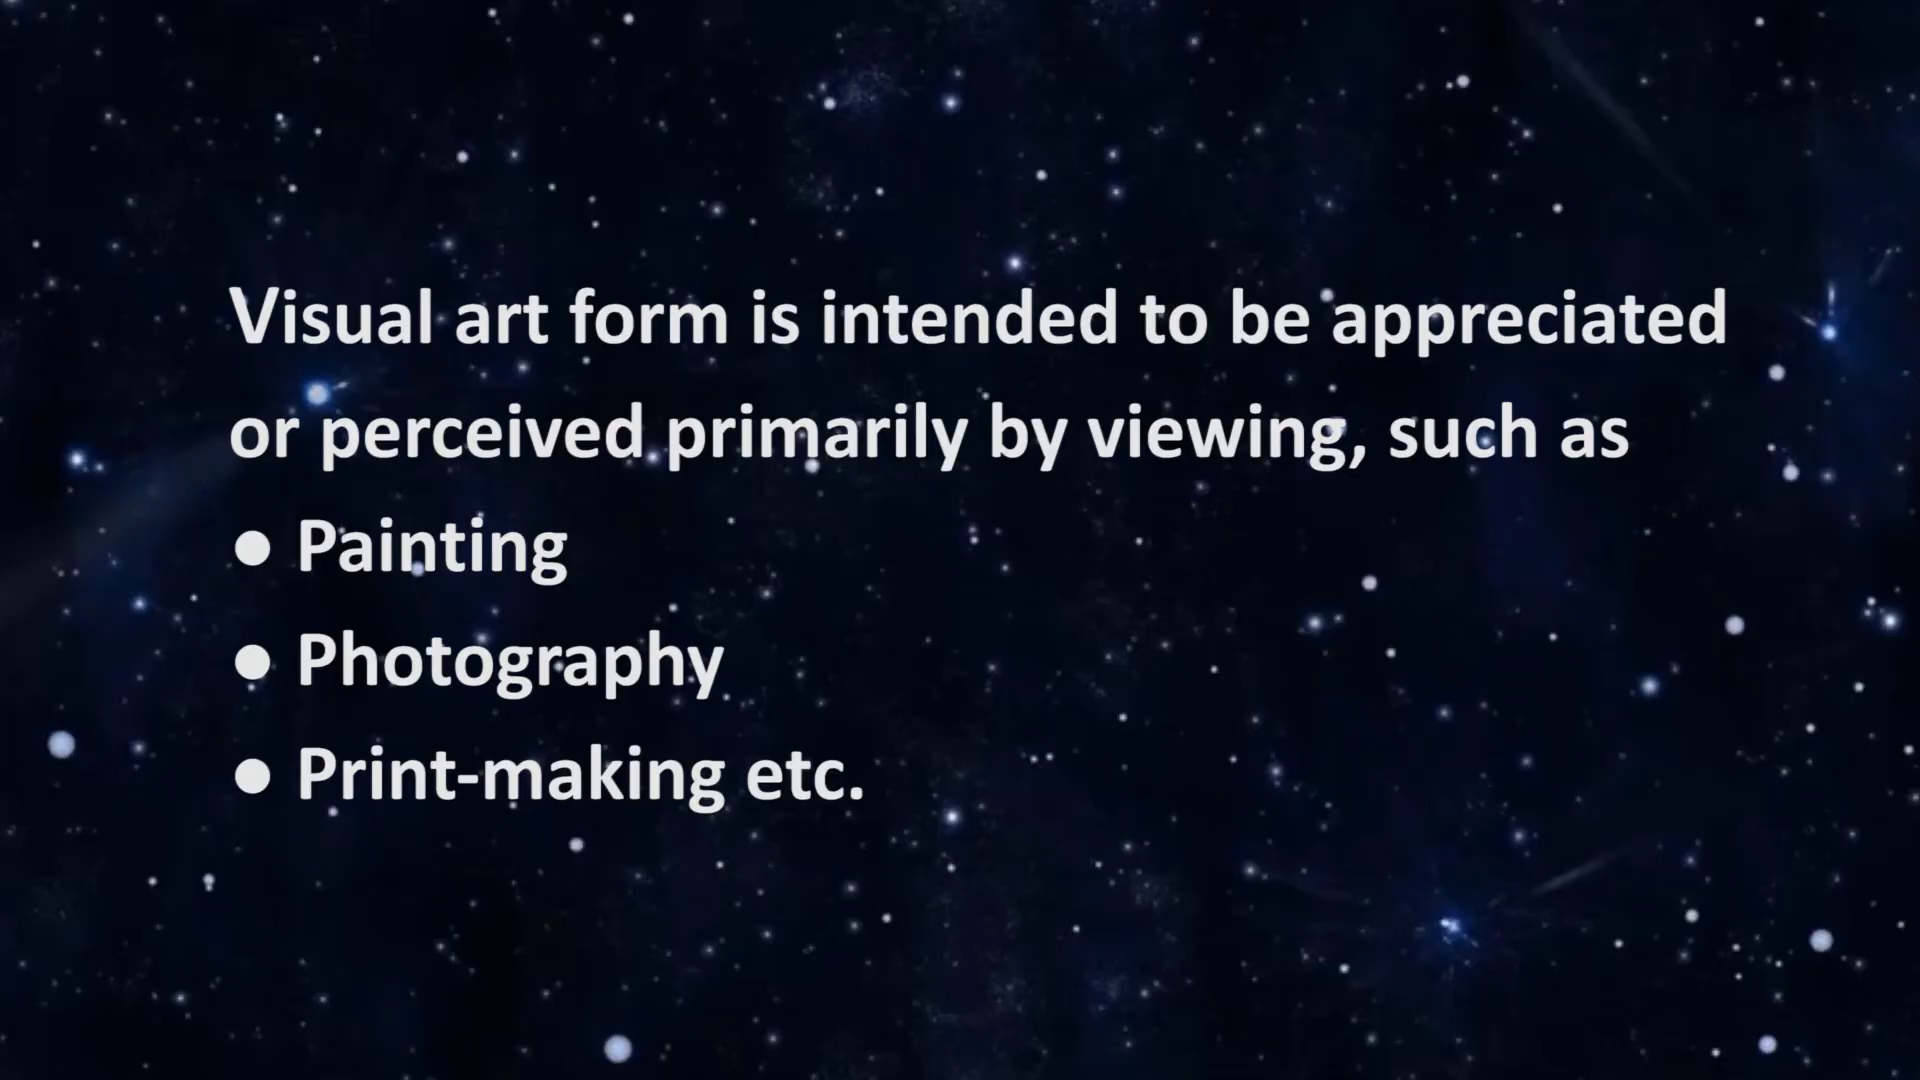 Visual art form is intended to be appreciated
or perceived primarily by viewing, such as
● Painting
● Photography
● Print-making etc.